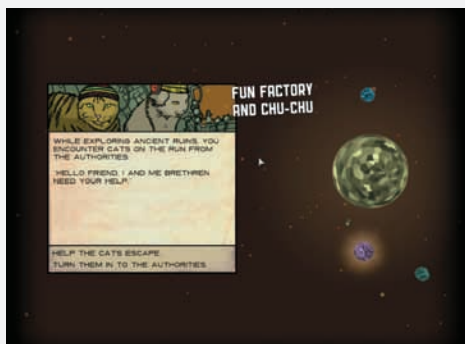 FUN FACTORY
AND CHU-CHU
WHILE EXPLORING ANCIENT RUINS, YOU
ENCOUNTER CATS ON THE RUN FROM
THE AUTHORITIES
"HELLO FRIEND, I AND ME BRETHREN
NEED YOUR HELP."
HELP THE CATS ESCAPE.
TURN THEM IN TO THE AUTHORITIES